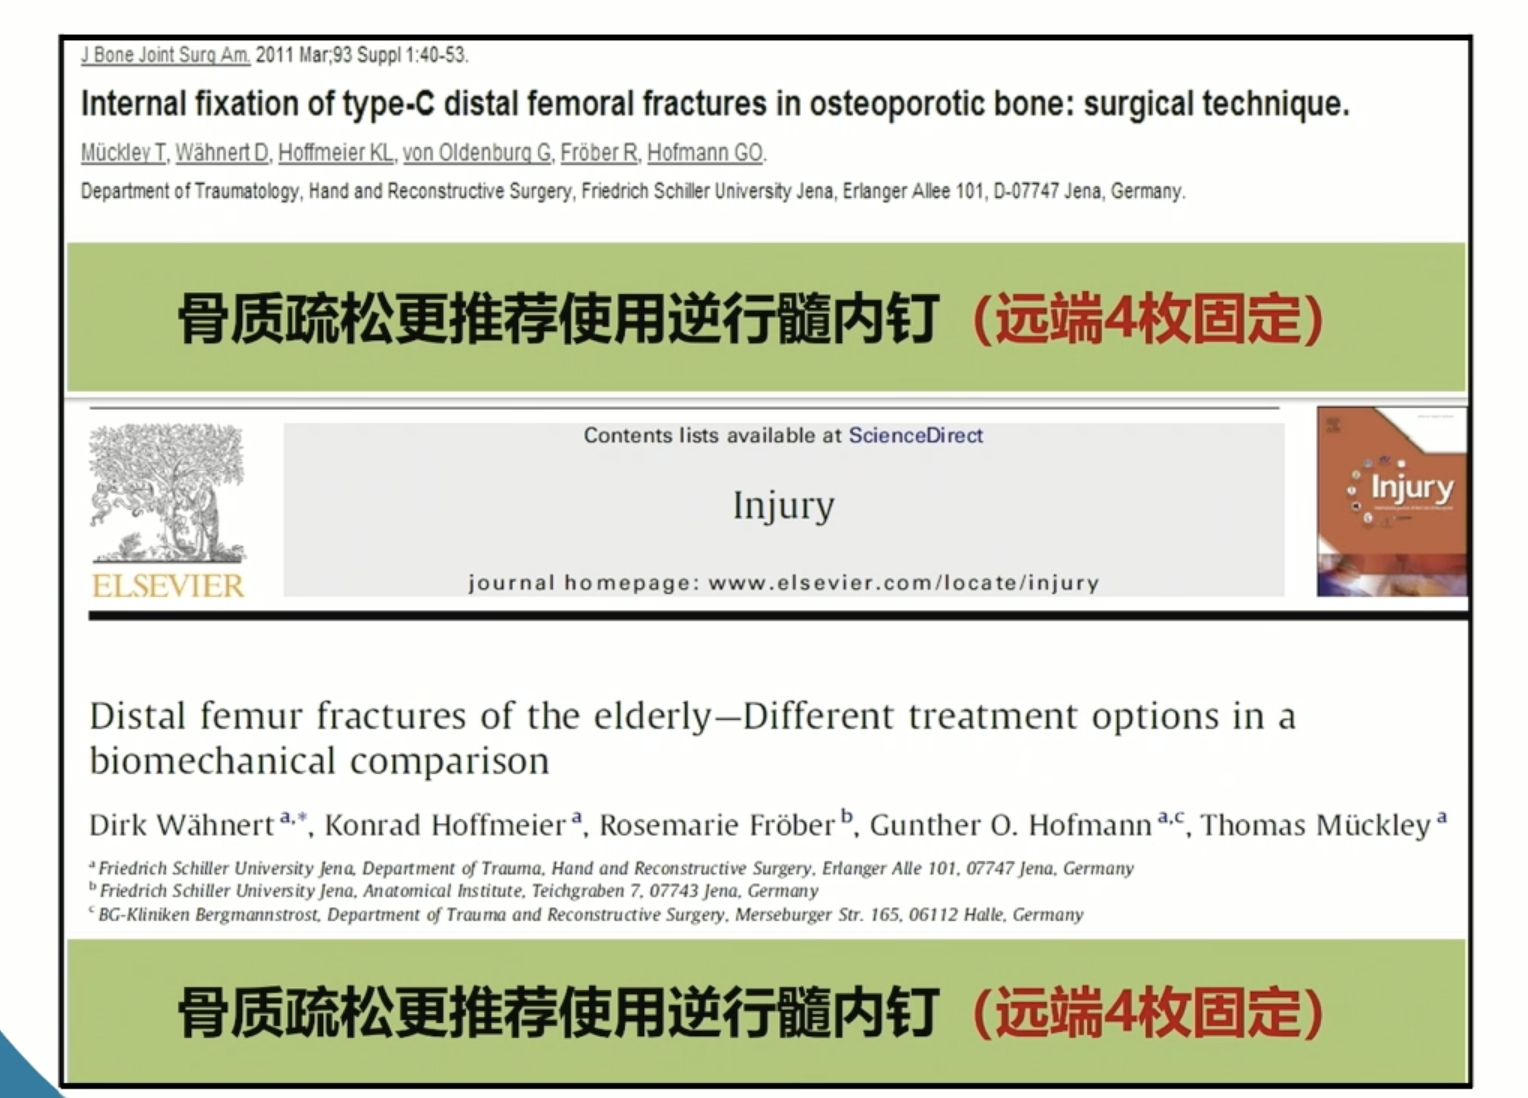 J Bone Joint Surg Am. 2011 Mar;93 Suppl 1:40-53.
Internal fixation of type-C distal femoral fractures in osteoporotic bone: surgical technique.
Mückley T, Wähnert D, Hoffmeier KL, von Oldenburg G, Fröber R, Hofmann GO.
Department of Traumatology, Hand and Reconstructive Surgery, Friedrich Schiller University Jena, Erlanger Allee 101, D-07747 Jena, Germany.
骨质疏松更推荐使用逆行髓内钉（远端4枚固定）
Contents lists available at ScienceDirect
Injury
journal homepage: www.elsevier.com/locate/injury
ELSEVIER
Injury
Distal femur fractures of the elderly—Different treatment options in a
biomechanical comparison
Dirk Wähnert a,*, Konrad Hoffmeier a, Rosemarie Fröber b, Gunther O. Hofmann a,c, Thomas Mückley a
a Friedrich Schiller University Jena, Department of Trauma, Hand and Reconstructive Surgery, Erlanger Alle 101, 07747 Jena, Germany
b Friedrich Schiller University Jena, Anatomical Institute, Teichgraben 7, 07743 Jena, Germany
c BG-Kliniken Bergmannstrost, Department of Trauma and Reconstructive Surgery, Merseburger Str. 165, 06112 Halle, Germany
骨质疏松更推荐使用逆行髓内钉（远端4枚固定）